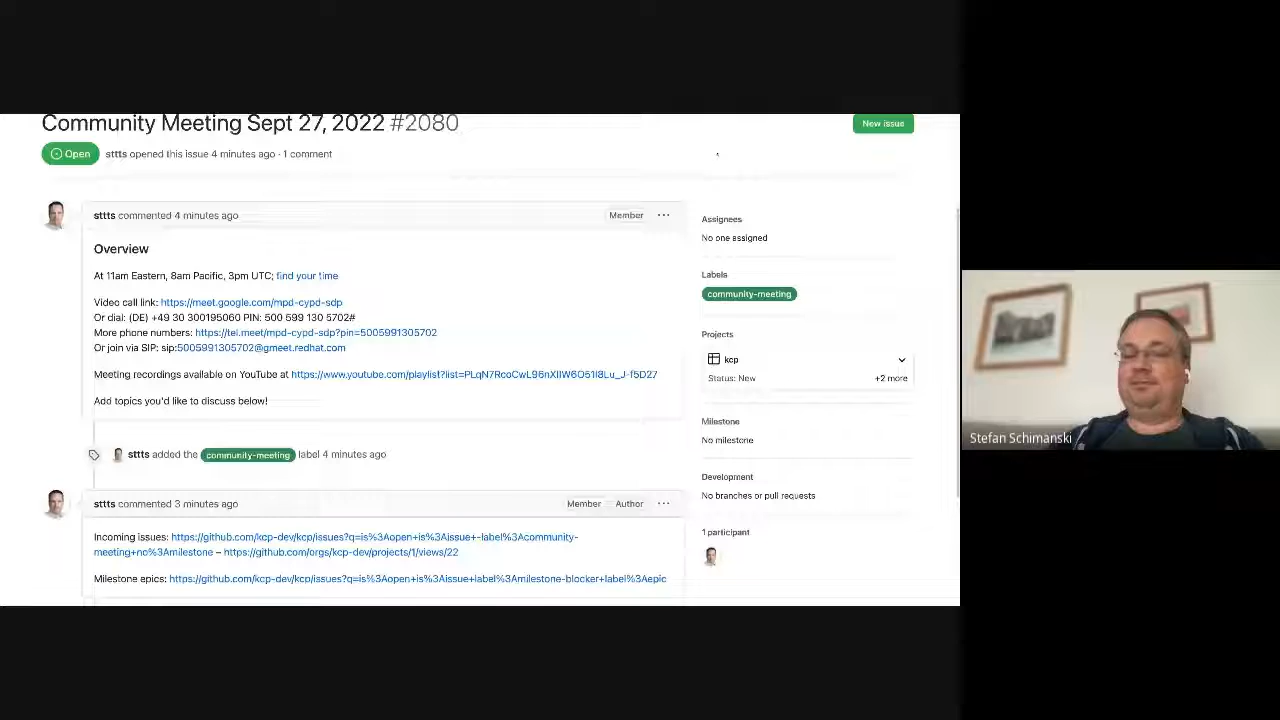 Community Meeting Sept 27, 2022 #2080
New issue
Open
sttts opened this issue 4 minutes ago · 1 comment
sttts commented 4 minutes ago
Member
Overview
At 11am Eastern, 8am Pacific, 3pm UTC; find your time
Video call link: https://meet.google.com/mpd-cypd-sdp
Or dial: (DE) +49 30 300195060 PIN: 500 599 130 5702#
More phone numbers: https://tel.meet/mpd-cypd-sdp?pin=5005991305702
Or join via SIP: sip:5005991305702@gmeet.redhat.com
Meeting recordings available on YouTube at
Add topics you'd like to discuss below!
sttts added the community-meeting label 4 minutes ago
sttts commented 3 minutes ago
Member
Author
Incoming issues: https://github.com/kcp-dev/kcp/issues?q=is%3Aopen+is%3Aissue+-label%3Acommunity-
meeting+no%3Amilestone – https://github.com/orgs/kcp-dev/projects/1/views/22
Milestone epics: https://github.com/kcp-dev/kcp/issues?q=is%3Aopen+is%3Aissue+label%3Amilestone-blocker+label%3Aepic
Assignees
No one assigned
Labels
community-meeting
Projects
kcp
Status: New
+2 more
Milestone
No milestone
Development
No branches or pull requests
1 participant
Stefan Schimanski